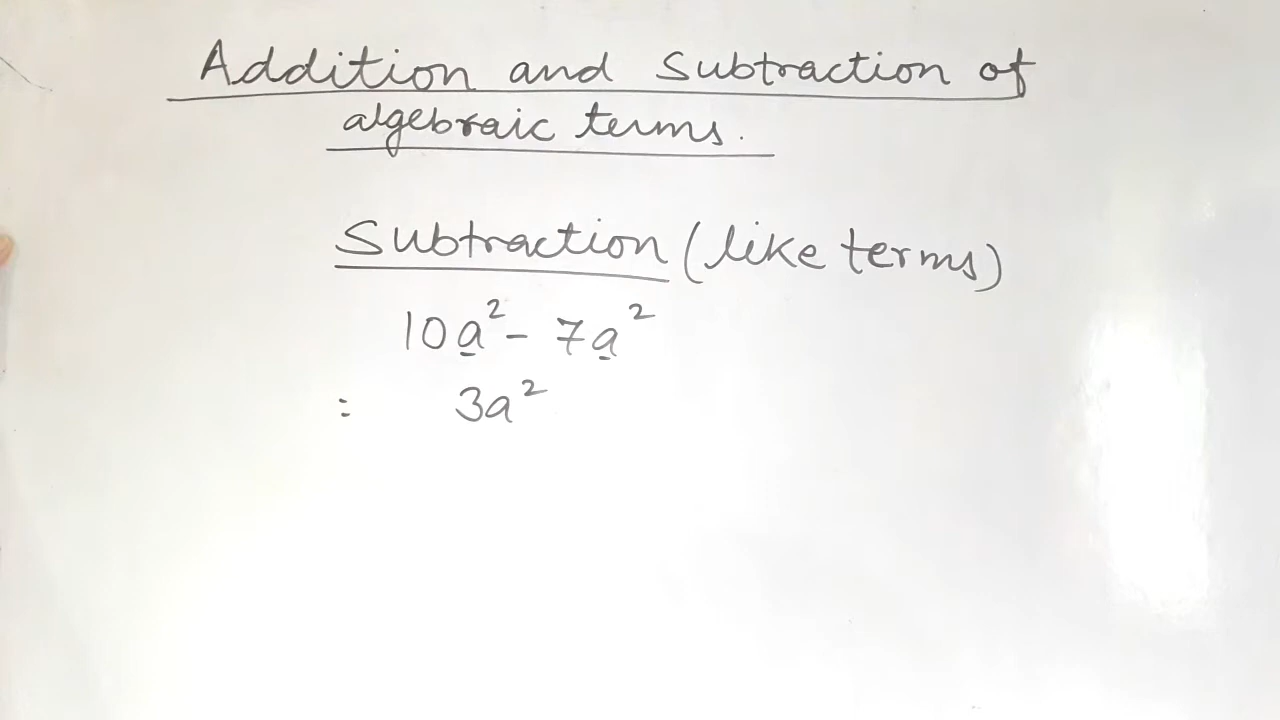 Addition and Subtraction of
algebraic terms.
Subtraction (like terms)
10a² - 7a²
= 3a²